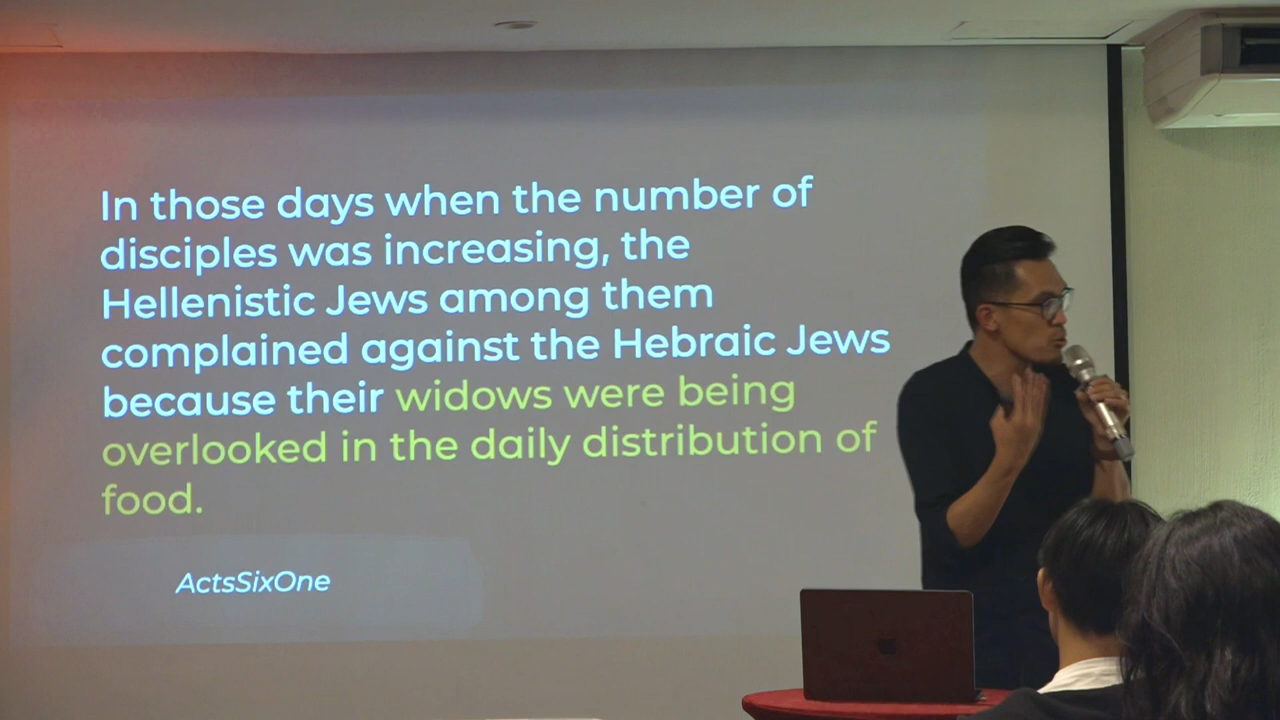 In those days when the number of
disciples was increasing, the
Hellenistic Jews among them
complained against the Hebraic Jews
because their widows were being
overlooked in the daily distribution of
food.
ActsSixOne